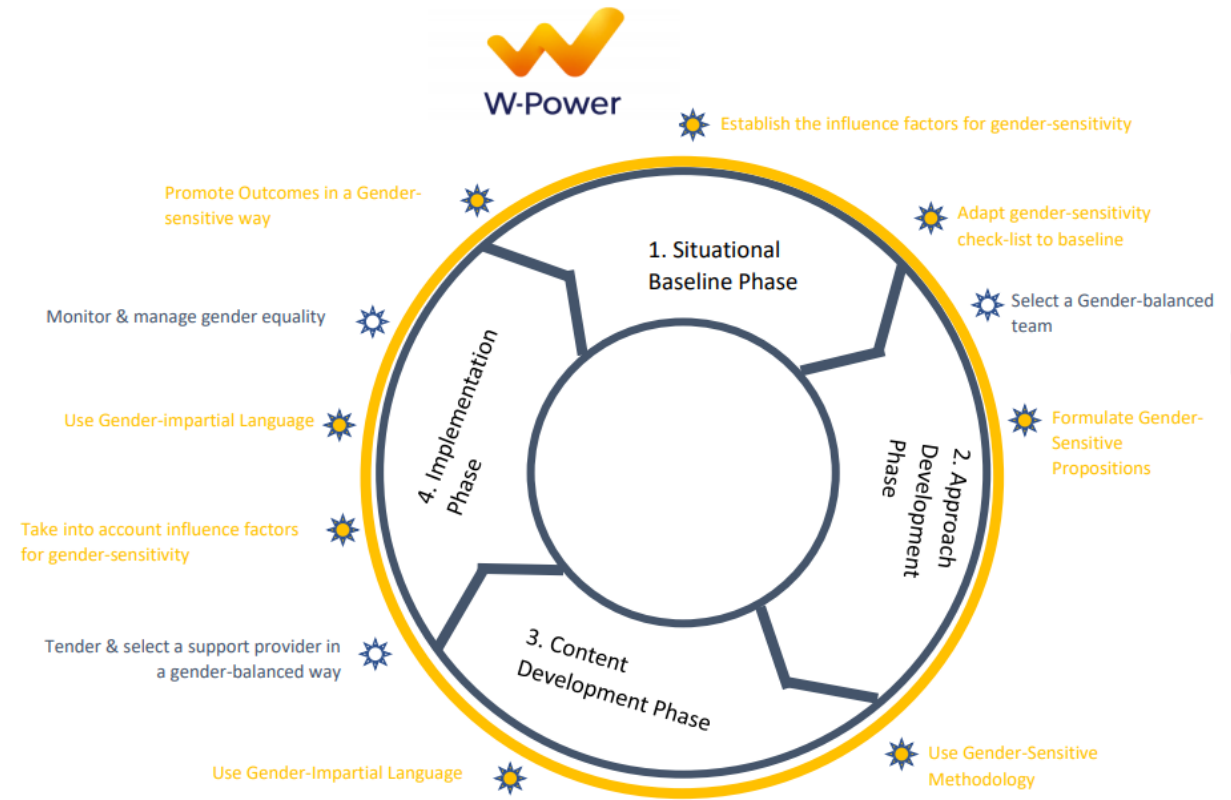 W-Power
Establish the influence factors for gender-sensitivity
Adapt gender-sensitivity
check-list to baseline
Select a Gender-balanced
team
Formulate Gender-
Sensitive
Propositions
Use Gender-Sensitive
Methodology
Use Gender-Impartial Language
Tender & select a support provider in
a gender-balanced way
Take into account influence factors
for gender-sensitivity
Use Gender-impartial Language
Monitor & manage gender equality
Promote Outcomes in a Gender-
sensitive way
1. Situational
Baseline Phase
2. Approach
Development
Phase
3. Content
Development Phase
4. Implementation
Phase